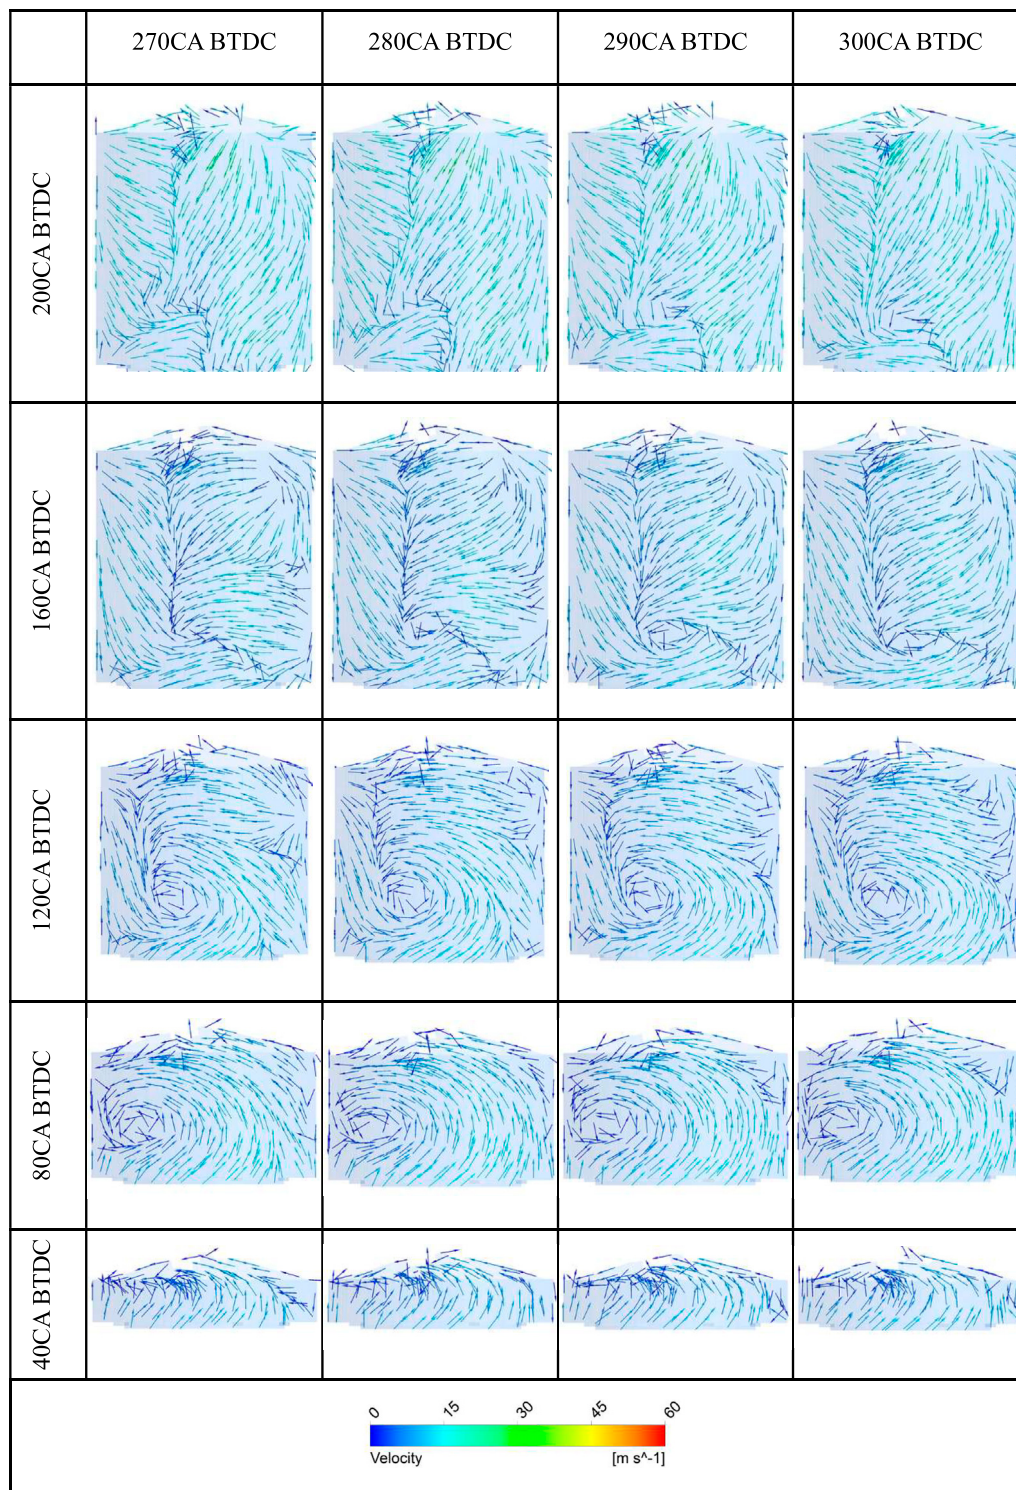 270CA BTDC 280CA BTDC 290CA BTDC 300CA BTDC
200CA BTDC
160CA BTDC
120CA BTDC
80CA BTDC
40CA BTDC
0 15 30 45 60
Velocity [m s^-1]